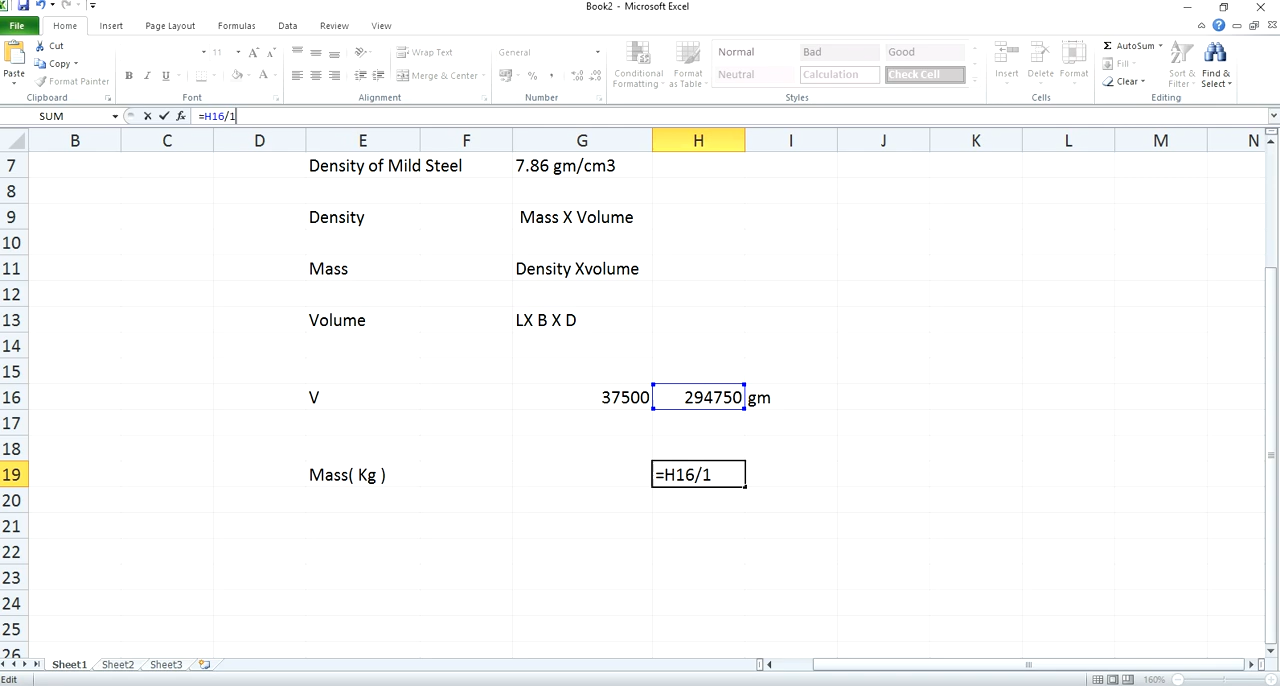 Book2 - Microsoft Excel
File Home Insert Page Layout Formulas Data Review View
Paste Cut Copy Format Painter
11
Wrap Text Merge & Center
General
Conditional Formatting Format as Table
Normal Bad Good
Neutral Calculation Check Cell
Insert Delete Format
Σ AutoSum Fill Clear Sort & Filter Find & Select
Clipboard Font Alignment Number Styles Cells Editing
SUM fx =H16/1
B C D E F G H I J K L M N
7 Density of Mild Steel 7.86 gm/cm3
8
9 Density Mass X Volume
10
11 Mass Density Xvolume
12
13 Volume LX B X D
14
15
16 V 37500 294750 gm
17
18
19 Mass( Kg ) =H16/1
20
21
22
23
24
25
26
Sheet1 Sheet2 Sheet3
Edit 160%